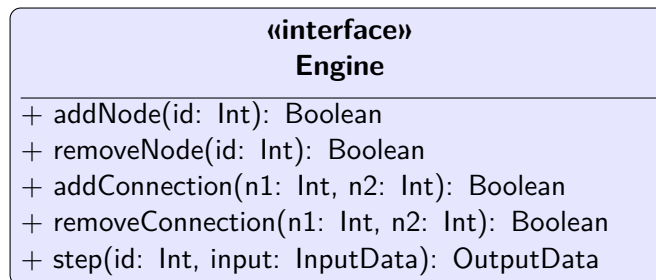 «interface»
Engine
+ addNode(id: Int): Boolean
+ removeNode(id: Int): Boolean
+ addConnection(n1: Int, n2: Int): Boolean
+ removeConnection(n1: Int, n2: Int): Boolean
+ step(id: Int, input: InputData): OutputData